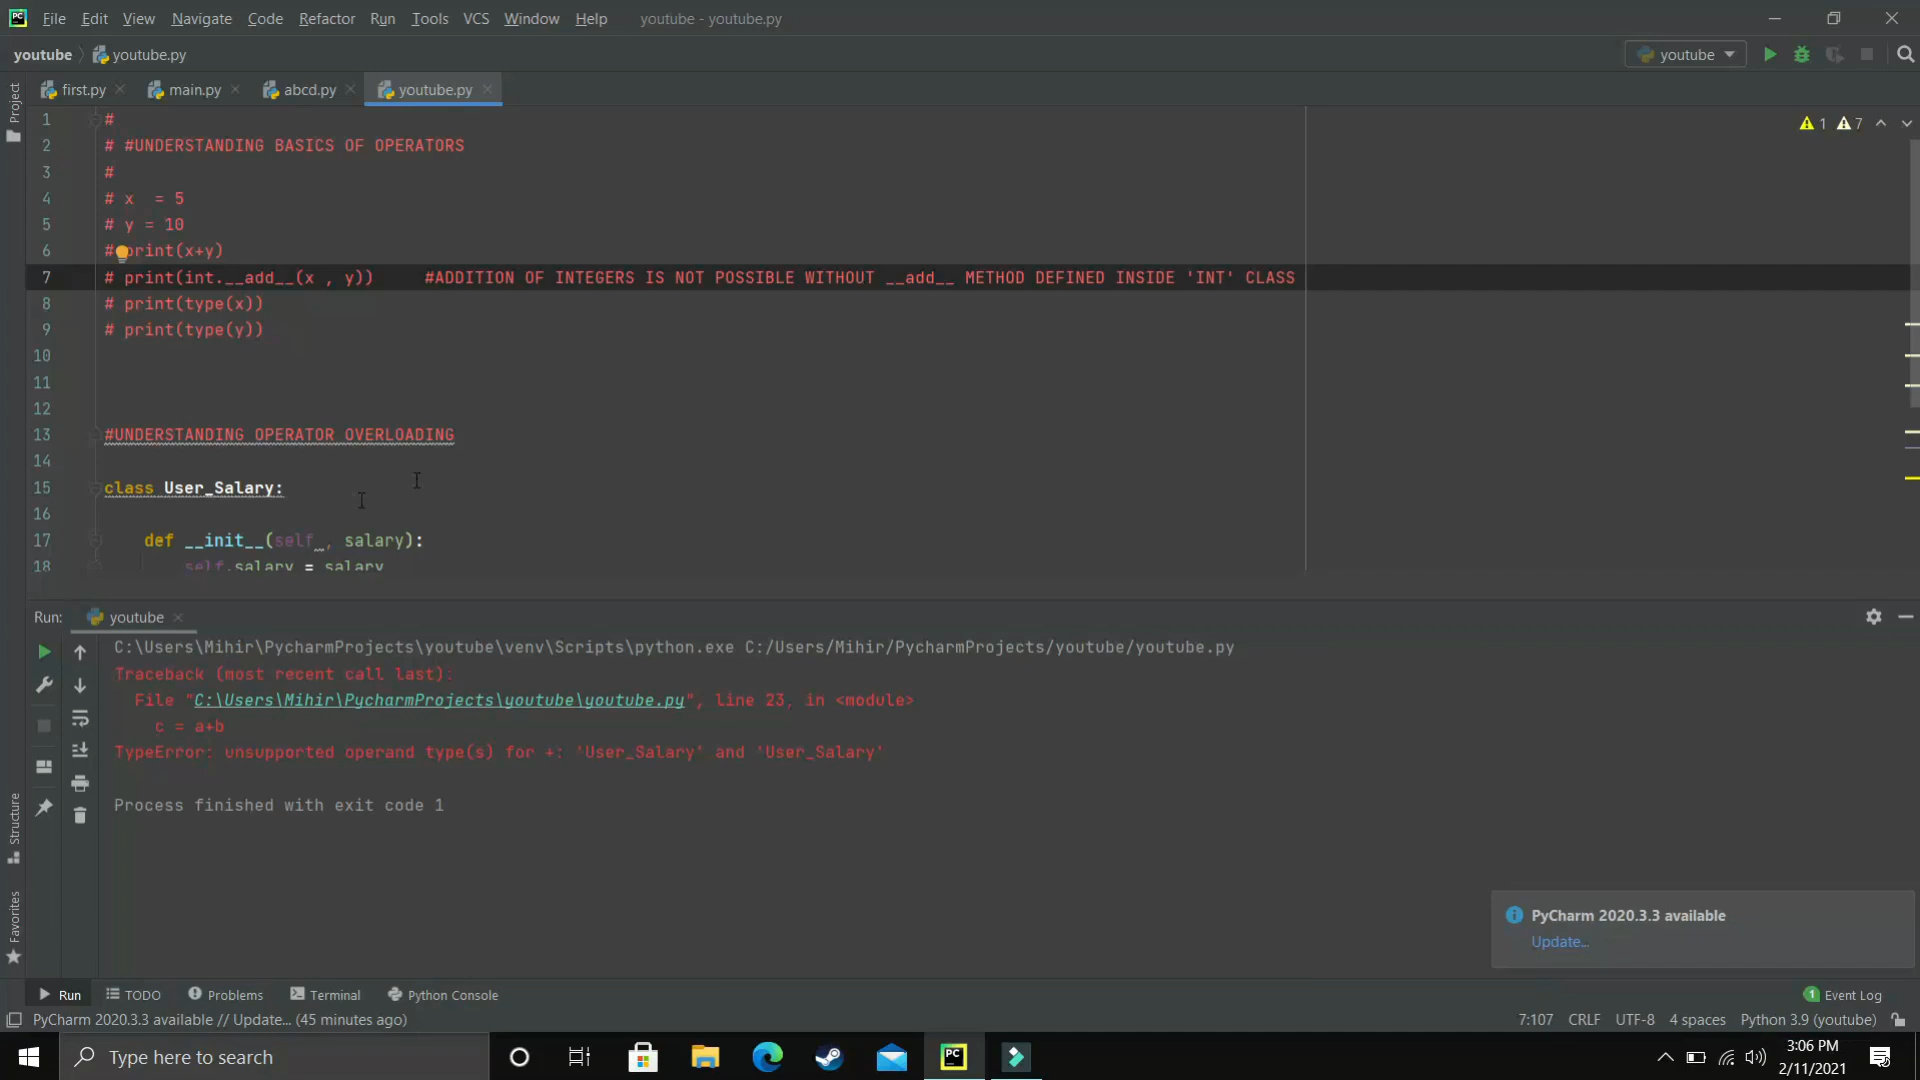 File Edit View Navigate Code Refactor Run Tools VCS Window Help youtube - youtube.py
youtube youtube.py youtube
first.py main.py abcd.py youtube.py
Project
1 #
1 7
2 # #UNDERSTANDING BASICS OF OPERATORS
3 #
4 # x  = 5
5 # y = 10
6 # print(x+y)
7 # print(int.__add__(x , y)) #ADDITION OF INTEGERS IS NOT POSSIBLE WITHOUT __add__ METHOD DEFINED INSIDE 'INT' CLASS
8 # print(type(x))
9 # print(type(y))
10
11
12
13 #UNDERSTANDING OPERATOR OVERLOADING
14
15 class User_Salary:
16
17 def __init__(self , salary):
18 self.salary = salary
Run: youtube
C:\Users\Mihir\PycharmProjects\youtube\venv\Scripts\python.exe C:/Users/Mihir/PycharmProjects/youtube/youtube.py
Traceback (most recent call last):
File "C:\Users\Mihir\PycharmProjects\youtube\youtube.py", line 23, in <module>
c = a+b
TypeError: unsupported operand type(s) for +: 'User_Salary' and 'User_Salary'
Process finished with exit code 1
Structure
Favorites
PyCharm 2020.3.3 available
Update...
Run TODO Problems Terminal Python Console 1 Event Log
PyCharm 2020.3.3 available // Update... (45 minutes ago) 7:107 CRLF UTF-8 4 spaces Python 3.9 (youtube)
Type here to search PC 3:06 PM
2/11/2021